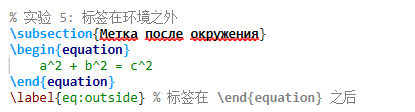 % 实验 5: 标签在环境之外
\subsection{Метка после окружения}
\begin{equation}
    a^2 + b^2 = c^2
\end{equation}
\label{eq:outside} % 标签在 \end{equation} 之后